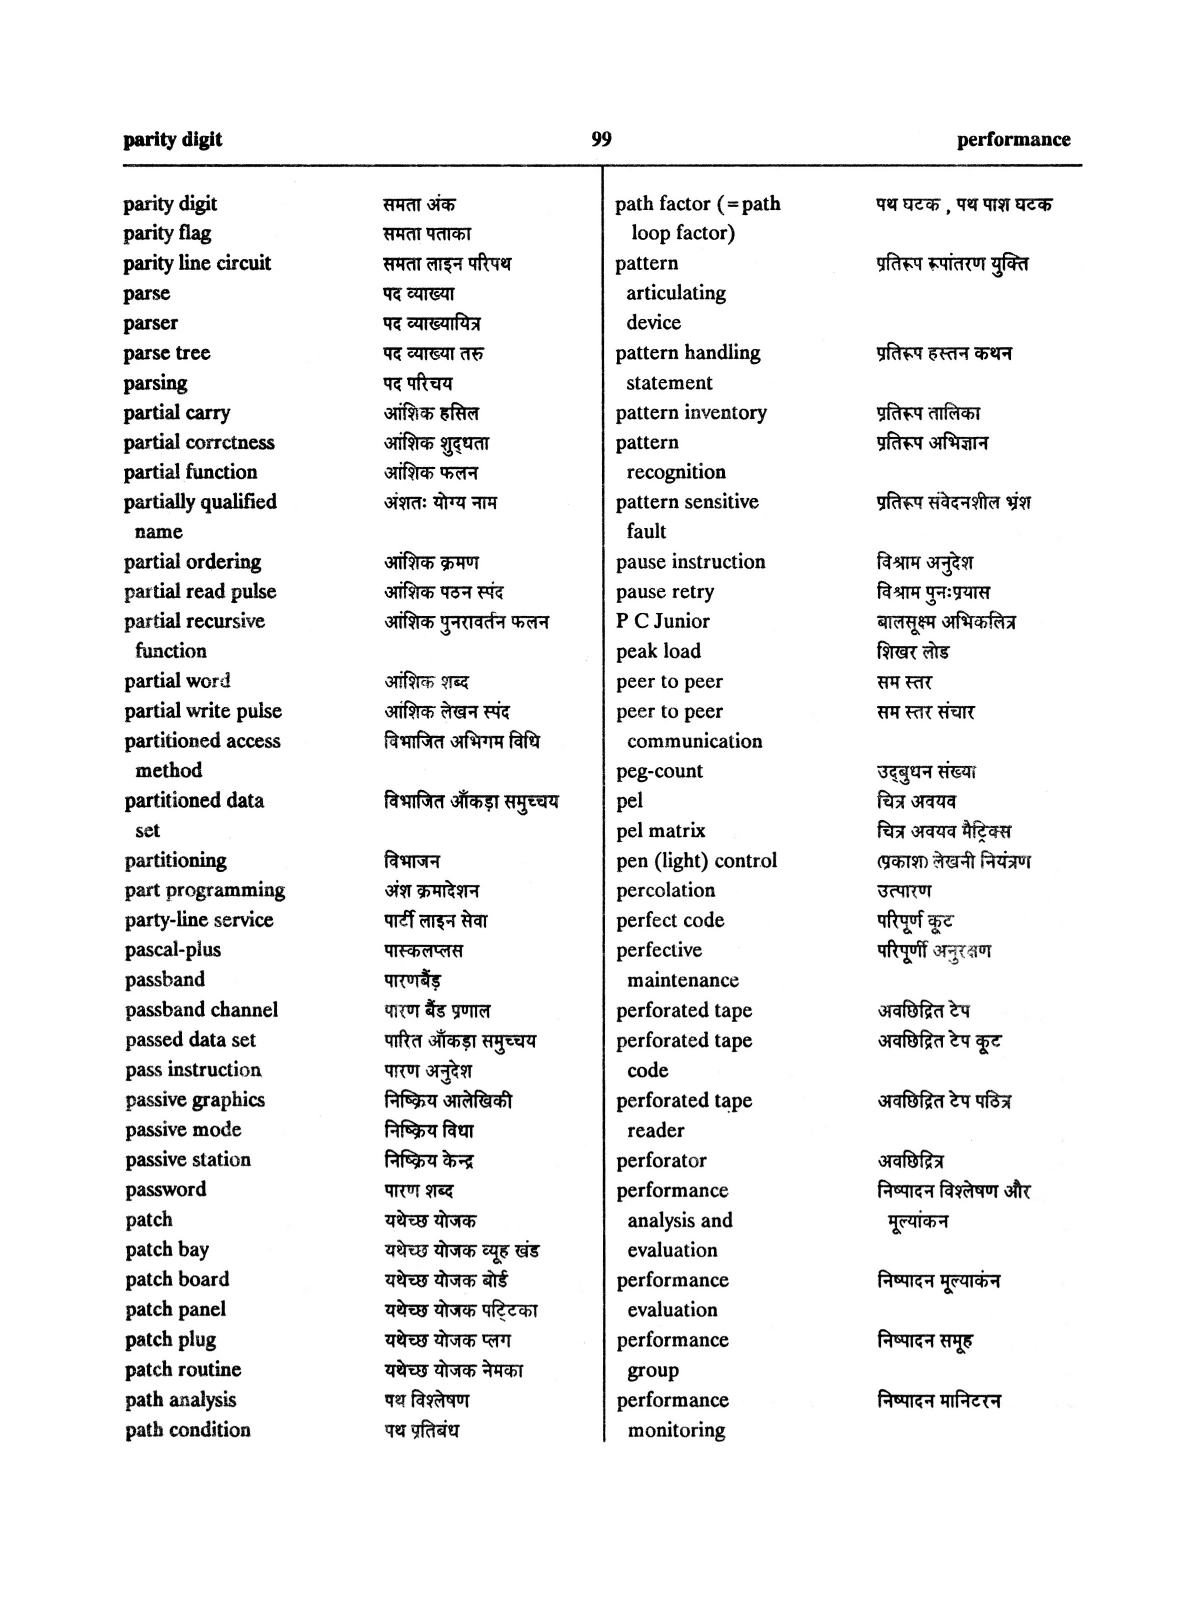 parity digit 99 performance
parity digit समता अंक
parity flag समता पताका
parity line circuit समता लाइन परिपथ
parse पद व्याख्या
parser पद व्याख्यायित्र
parse tree पद व्याख्या तरु
parsing पद परिचय
partial carry आंशिक हसिल
partial corrctness आंशिक शुद्धता
partial function आंशिक फलन
partially qualified अंशतः योग्य नाम
name
partial ordering आंशिक क्रमण
partial read pulse आंशिक पठन स्पंद
partial recursive आंशिक पुनरावर्तन फलन
function
partial word आंशिक शब्द
partial write pulse आंशिक लेखन स्पंद
partitioned access विभाजित अभिगम विधि
method
partitioned data विभाजित आँकड़ा समुच्चय
set
partitioning विभाजन
part programming अंश क्रमादेशन
party-line service पार्टी लाइन सेवा
pascal-plus पास्कलप्लस
passband पारणबैंड़
passband channel पारण बैंड प्रणाल
passed data set पारित आँकड़ा समुच्चय
pass instruction पारण अनुदेश
passive graphics निष्क्रिय आलेखिकी
passive mode निष्क्रिय विधा
passive station निष्क्रिय केन्द्र
password पारण शब्द
patch यथेच्छ योजक
patch bay यथेच्छ योजक व्यूह खंड
patch board यथेच्छ योजक बोर्ड
patch panel यथेच्छ योजक पट्टिका
patch plug यथेच्छ योजक प्लग
patch routine यथेच्छ योजक नेमका
path analysis पथ विश्लेषण
path condition पथ प्रतिबंध
path factor (=path पथ घटक , पथ पाश घटक
loop factor)
pattern प्रतिरूप रूपांतरण युक्ति
articulating
device
pattern handling प्रतिरूप हस्तन कथन
statement
pattern inventory प्रतिरूप तालिका
pattern प्रतिरूप अभिज्ञान
recognition
pattern sensitive प्रतिरूप संवेदनशील भ्रंश
fault
pause instruction विश्राम अनुदेश
pause retry विश्राम पुनःप्रयास
P C Junior बालसूक्ष्म अभिकलित्र
peak load शिखर लोड
peer to peer सम स्तर
peer to peer सम स्तर संचार
communication
peg-count उद्बुधन संख्या
pel चित्र अवयव
pel matrix चित्र अवयव मैट्रिक्स
pen (light) control (प्रकाश) लेखनी नियंत्रण
percolation उत्पारण
perfect code परिपूर्ण कूट
perfective परिपूर्णी अनुरक्षण
maintenance
perforated tape अवछिद्रित टेप
perforated tape अवछिद्रित टेप कूट
code
perforated tape अवछिद्रित टेप पठित्र
reader
perforator अवछिद्रित्र
performance निष्पादन विश्लेषण और
analysis and मूल्यांकन
evaluation
performance निष्पादन मूल्याकंन
evaluation
performance निष्पादन समूह
group
performance निष्पादन मानिटरन
monitoring